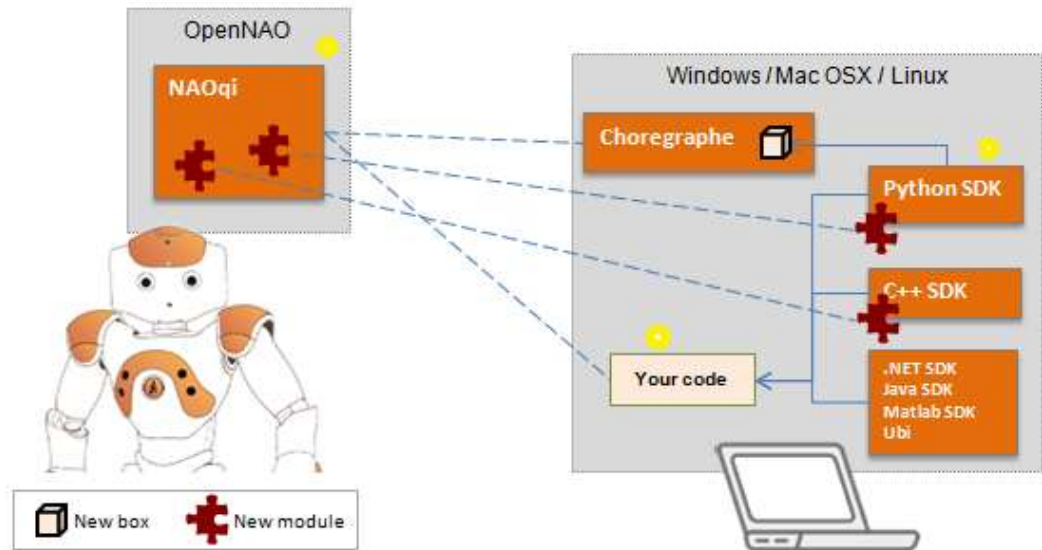 OpenNAO
NAOqi
Windows / Mac OSX / Linux
Choregraphe
Python SDK
C++ SDK
Your code
.NET SDK
Java SDK
Matlab SDK
Ubi
New box
New module